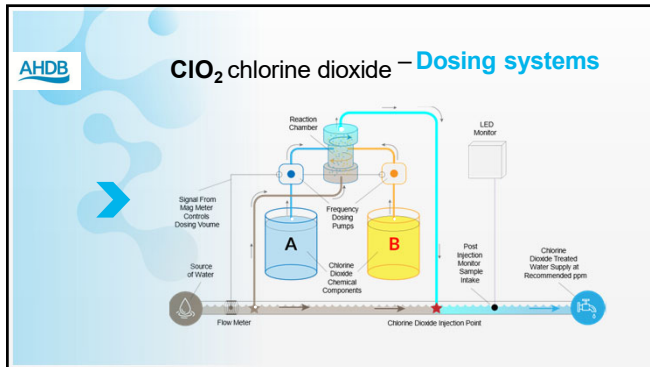 AHDB
ClO2 chlorine dioxide – Dosing systems
Reaction
Chamber
LED
Monitor
Signal From
Mag Meter
Controls
Dosing Voume
Frequency
Dosing
Pumps
A
B
Source
of Water
Chlorine
Dioxide
Chemical
Components
Post
Injection
Monitor
Sample
Intake
Chlorine
Dioxide Treated
Water Supply at
Recommended ppm
Flow Meter
Chlorine Dioxide Injection Point